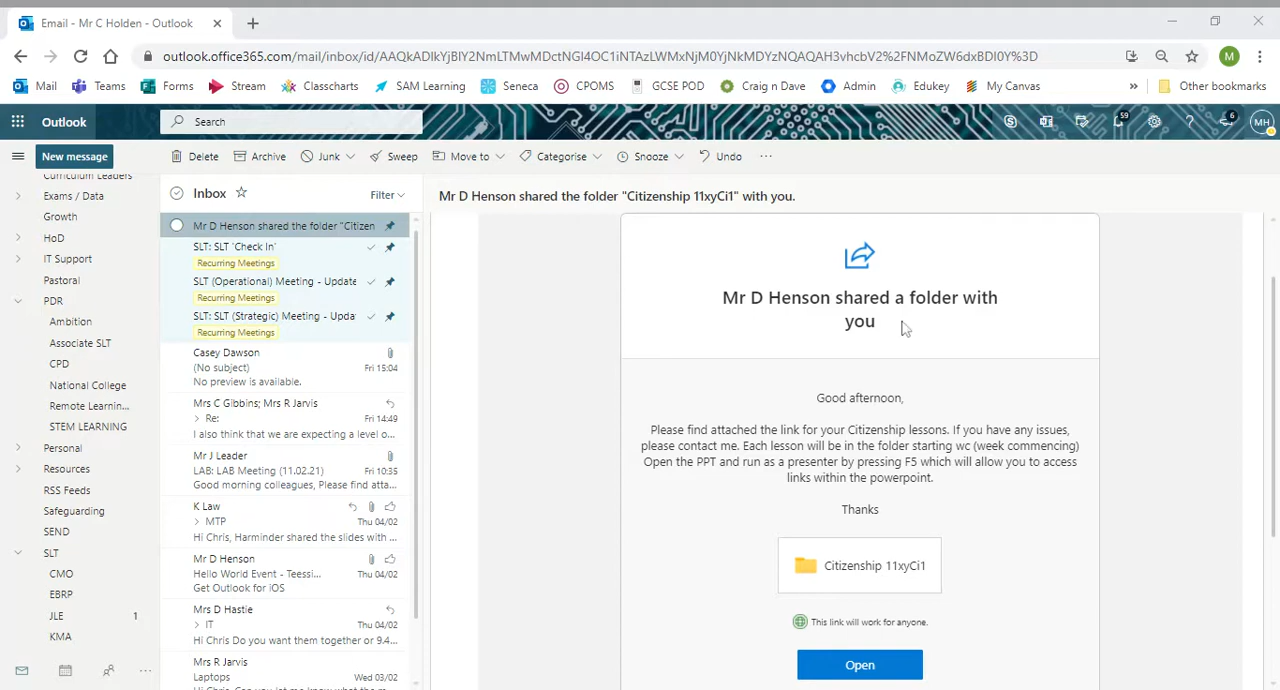 Email - Mr C Holden - Outlook
outlook.office365.com/mail/inbox/id/AAQkADlkYjBlY2NmLTMwMDctNGI4OC1iNTAzLWMxNjM0YjNkMDYzNQAQAH3vhcbV2%2FNMoZW6dxBDI0Y%3D
M
Mail
Teams
Forms
Stream
Classcharts
SAM Learning
Seneca
CPOMS
GCSE POD
Craig n Dave
Admin
Edukey
My Canvas
»
Other bookmarks
Outlook
Search
59
6
MH
New message
Delete
Archive
Junk
Sweep
Move to
Categorise
Snooze
Undo
...
Curriculum Leaders
Exams / Data
Growth
HoD
IT Support
Pastoral
PDR
Ambition
Associate SLT
CPD
National College
Remote Learnin...
STEM LEARNING
Personal
Resources
RSS Feeds
Safeguarding
SEND
SLT
CMO
EBRP
JLE 1
KMA
Inbox
Filter
Mr D Henson shared the folder "Citizen
SLT: SLT 'Check In'
Recurring Meetings
SLT (Operational) Meeting - Update
Recurring Meetings
SLT: SLT (Strategic) Meeting - Upda
Recurring Meetings
Casey Dawson
(No subject) Fri 15:04
No preview is available.
Mrs C Gibbins; Mrs R Jarvis
> Re: Fri 14:49
I also think that we are expecting a level o...
Mr J Leader
LAB: LAB Meeting (11.02.21) Fri 10:35
Good morning colleagues, Please find atta...
K Law
> MTP Thu 04/02
Hi Chris, Harminder shared the slides with ...
Mr D Henson
Hello World Event - Teessi... Thu 04/02
Get Outlook for iOS
Mrs D Hastie
> IT Thu 04/02
Hi Chris Do you want them together or 9.4...
Mrs R Jarvis
Laptops Wed 03/02
Mr D Henson shared the folder "Citizenship 11xyCi1" with you.
Mr D Henson shared a folder with
you
Good afternoon,
Please find attached the link for your Citizenship lessons. If you have any issues,
please contact me. Each lesson will be in the folder starting wc (week commencing)
Open the PPT and run as a presenter by pressing F5 which will allow you to access
links within the powerpoint.
Thanks
Citizenship 11xyCi1
This link will work for anyone.
Open